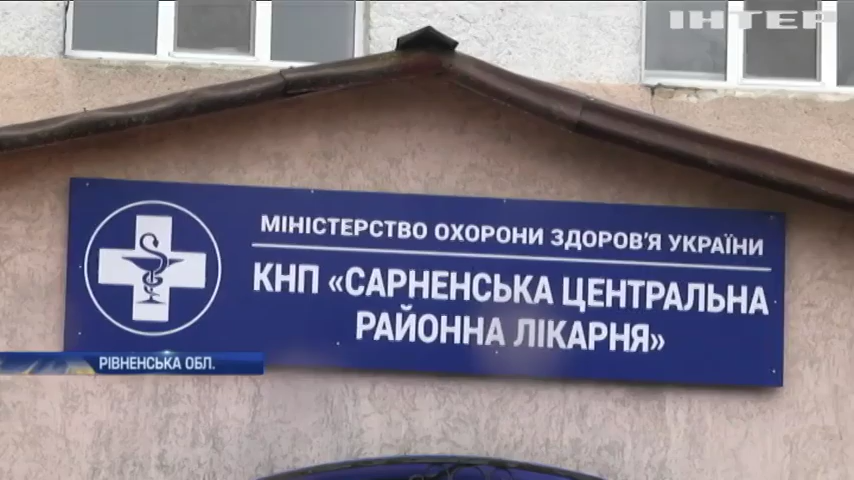 ІНТЕР
МІНІСТЕРСТВО ОХОРОНИ ЗДОРОВ'Я УКРАЇНИ
КНП «САРНЕНСЬКА ЦЕНТРАЛЬНА
РАЙОННА ЛІКАРНЯ»
РІВНЕНСЬКА ОБЛ.